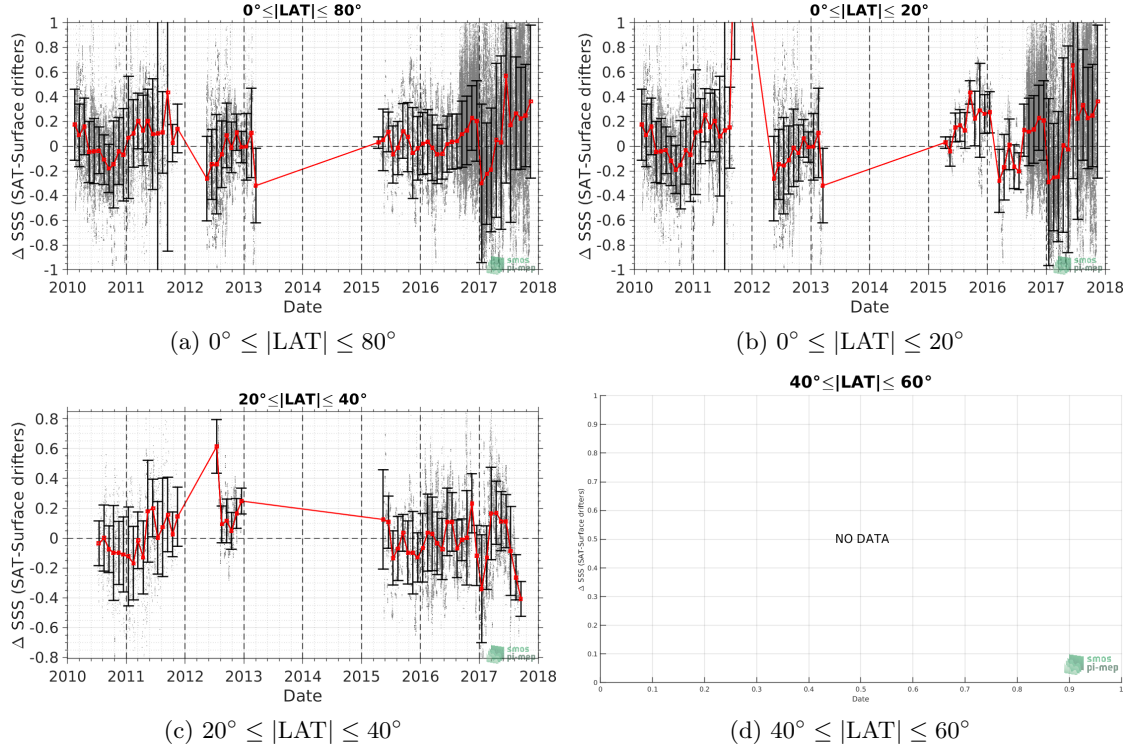 0°≤|LAT|≤ 80°
1
0.8
0.6
0.4
0.2
0
-0.2
-0.4
-0.6
-0.8
-1
Δ SSS (SAT-Surface drifters)
2010 2011 2012 2013 2014 2015 2016 2017 2018
Date
smos
pi-mep
(a) 0° ≤ |LAT| ≤ 80°
0°≤|LAT|≤ 20°
1
0.8
0.6
0.4
0.2
0
-0.2
-0.4
-0.6
-0.8
-1
Δ SSS (SAT-Surface drifters)
2010 2011 2012 2013 2014 2015 2016 2017 2018
Date
smos
pi-mep
(b) 0° ≤ |LAT| ≤ 20°
20°≤|LAT|≤ 40°
0.8
0.6
0.4
0.2
0
-0.2
-0.4
-0.6
-0.8
Δ SSS (SAT-Surface drifters)
2010 2011 2012 2013 2014 2015 2016 2017 2018
Date
smos
pi-mep
(c) 20° ≤ |LAT| ≤ 40°
40°≤|LAT|≤ 60°
1
0.9
0.8
0.7
0.6
0.5
0.4
0.3
0.2
0.1
0
Δ SSS (SAT-Surface drifters)
NO DATA
0 0.1 0.2 0.3 0.4 0.5 0.6 0.7 0.8 0.9 1
Date
smos
pi-mep
(d) 40° ≤ |LAT| ≤ 60°